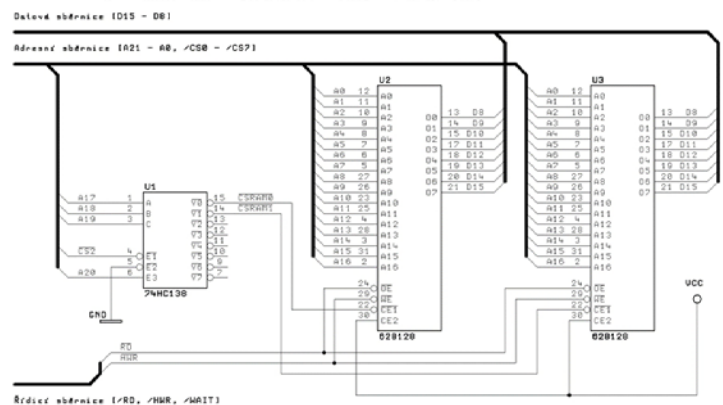 Datová sběrnice (D15 - D8)
Adresní sběrnice (A21 - A0, /CS0 - /CS7)
U2
A0 12 A0
A1 11 A1
A2 10 A2 O0 13 D8
A3 9 A3 O1 14 D9
A4 8 A4 O2 15 D10
A5 7 A5 O3 17 D11
A6 6 A6 O4 18 D12
A7 5 A7 O5 19 D13
A8 27 A8 O6 20 D14
A9 26 A9 O7 21 D15
A10 23 A10
A11 25 A11
A12 4 A12
A13 28 A13
A14 3 A14
A15 31 A15
A16 2 A16
24 OE
29 WE
22 CE1
30 CE2
628128
U3
A0 12 A0
A1 11 A1
A2 10 A2 O0 13 D8
A3 9 A3 O1 14 D9
A4 8 A4 O2 15 D10
A5 7 A5 O3 17 D11
A6 6 A6 O4 18 D12
A7 5 A7 O5 19 D13
A8 27 A8 O6 20 D14
A9 26 A9 O7 21 D15
A10 23 A10
A11 25 A11
A12 4 A12
A13 28 A13
A14 3 A14
A15 31 A15
A16 2 A16
24 OE
29 WE
22 CE1
30 CE2
628128
VCC
U1
A17 1 A Y0 15 CSRAM0
A18 2 B Y1 14 CSRAM1
A19 3 C Y2 13
Y3 12
Y4 11
CS2 4 E1 Y5 10
5 E2 Y6 9
A20 6 E3 Y7 7
74HC138
GND
RD
HWR
Řídící sběrnice (/RD, /HWR, /WAIT)